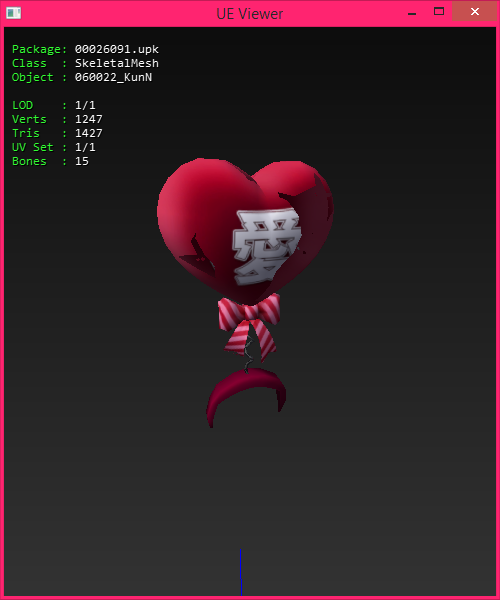 UE Viewer
Package: 00026091.upk
Class : SkeletalMesh
Object : 060022_KunN
LOD : 1/1
Verts : 1247
Tris : 1427
UV Set : 1/1
Bones : 15
愛